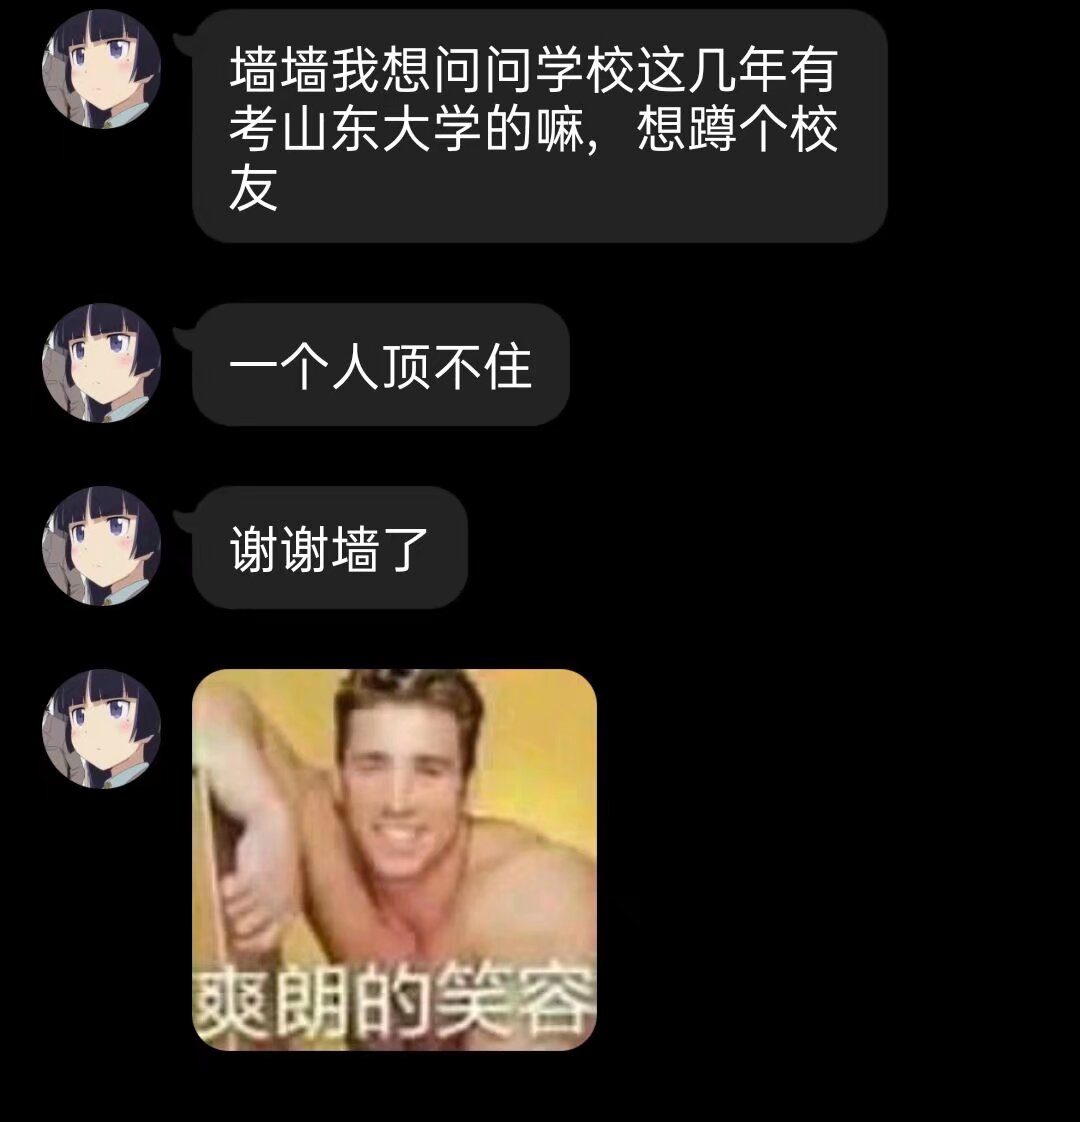 墙墙我想问问学校这几年有
考山东大学的嘛，想蹲个校
友
一个人顶不住
谢谢墙了
爽朗的笑容